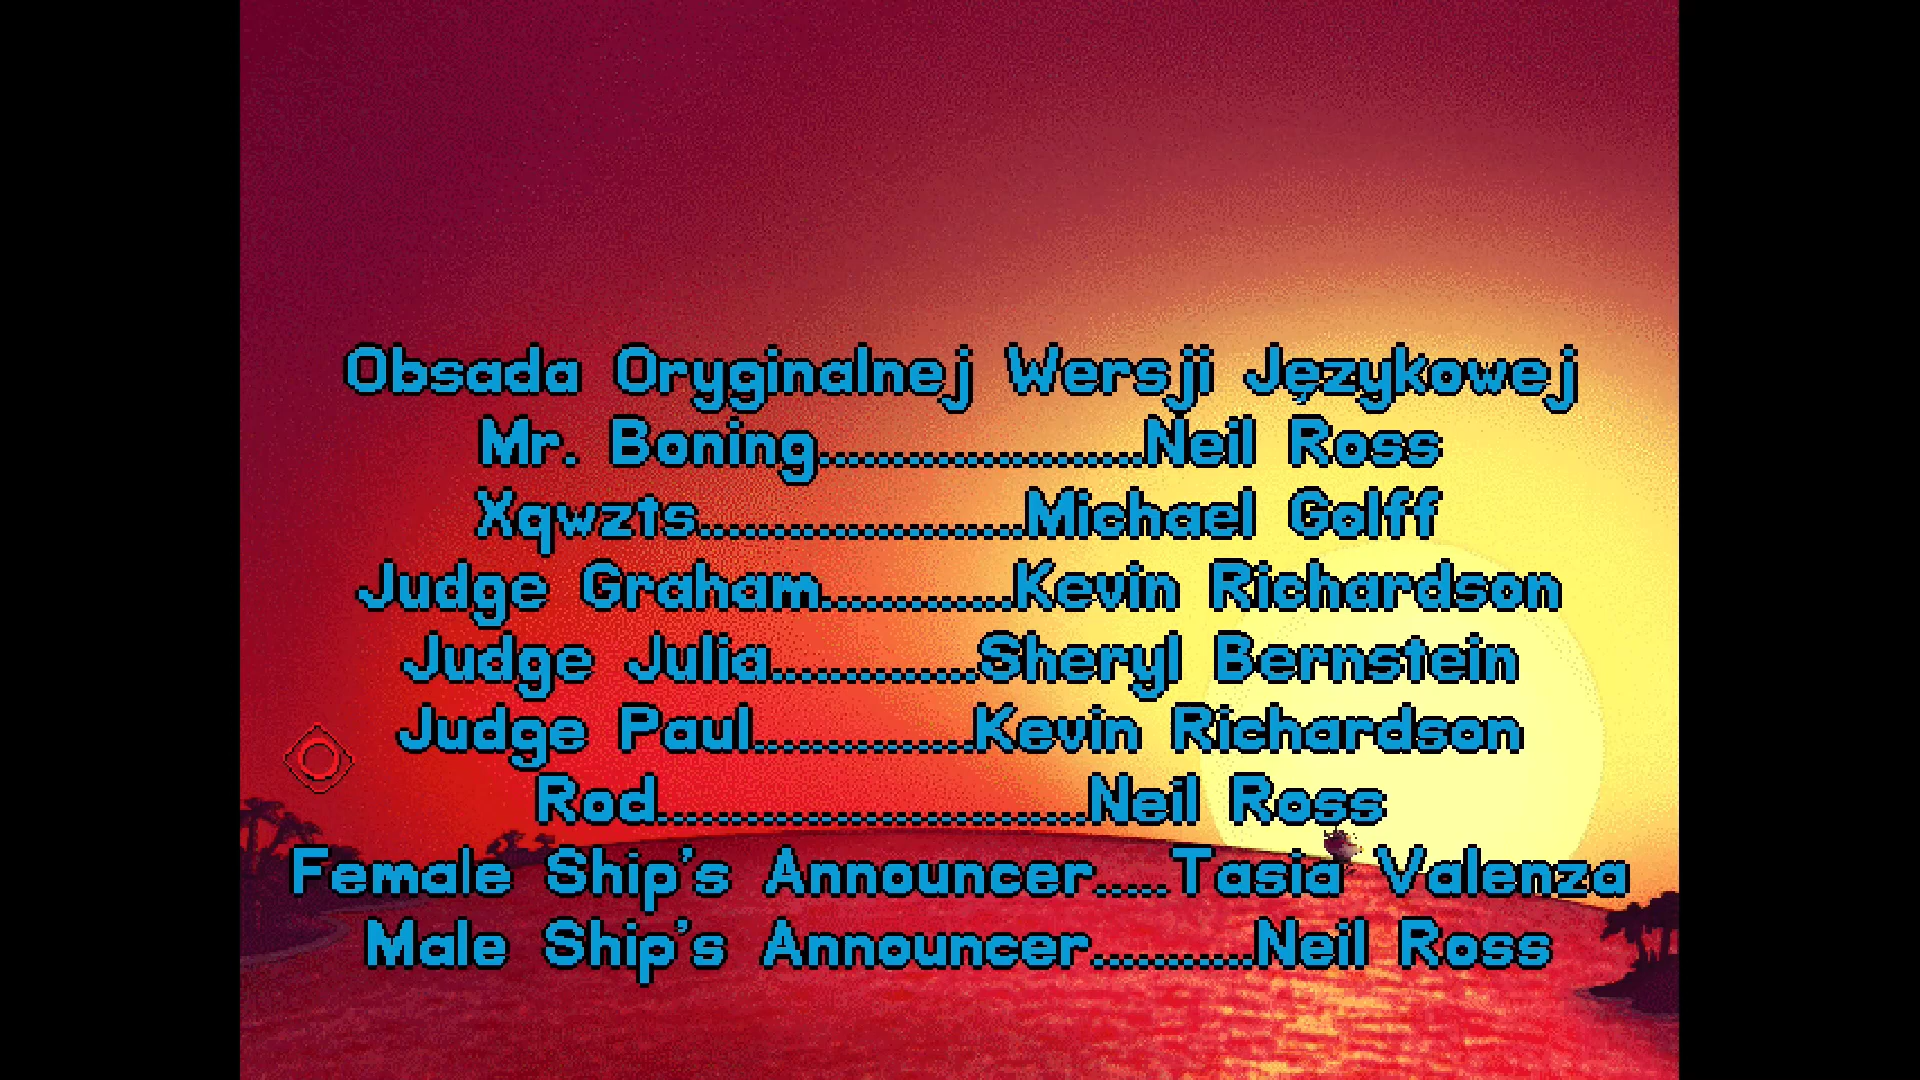 Obsada Oryginalnej Wersji Językowej
Mr. Boning......................Neil Ross
Xqwzts......................Michael Golff
Judge Graham.............Kevin Richardson
Judge Julia..............Sheryl Bernstein
Judge Paul...............Kevin Richardson
Rod.............................Neil Ross
Female Ship's Announcer.....Tasia Valenza
Male Ship's Announcer...........Neil Ross